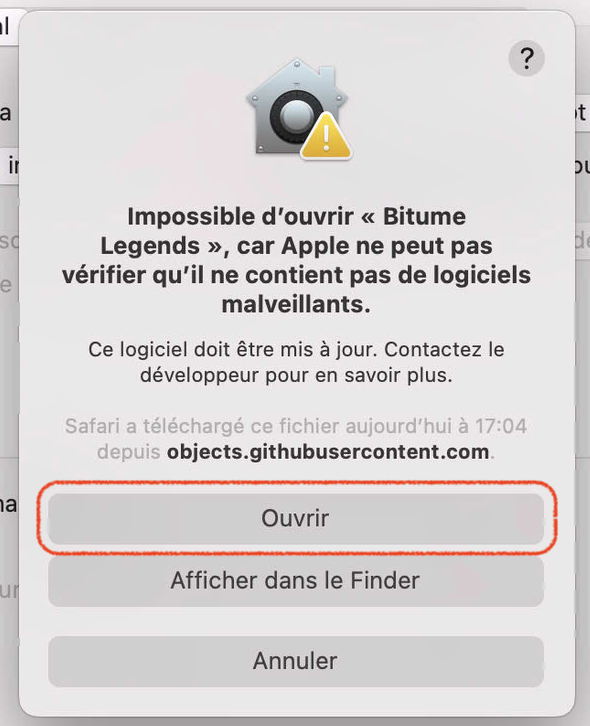 ?
Impossible d’ouvrir « Bitume
Legends », car Apple ne peut pas
vérifier qu’il ne contient pas de logiciels
malveillants.
Ce logiciel doit être mis à jour. Contactez le
développeur pour en savoir plus.
Safari a téléchargé ce fichier aujourd’hui à 17:04
depuis objects.githubusercontent.com.
Ouvrir
Afficher dans le Finder
Annuler